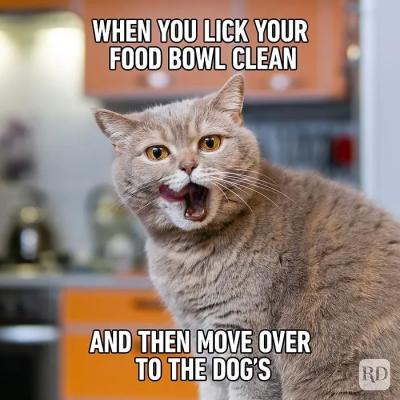 WHEN YOU LICK YOUR
FOOD BOWL CLEAN
AND THEN MOVE OVER
TO THE DOG'S
RD